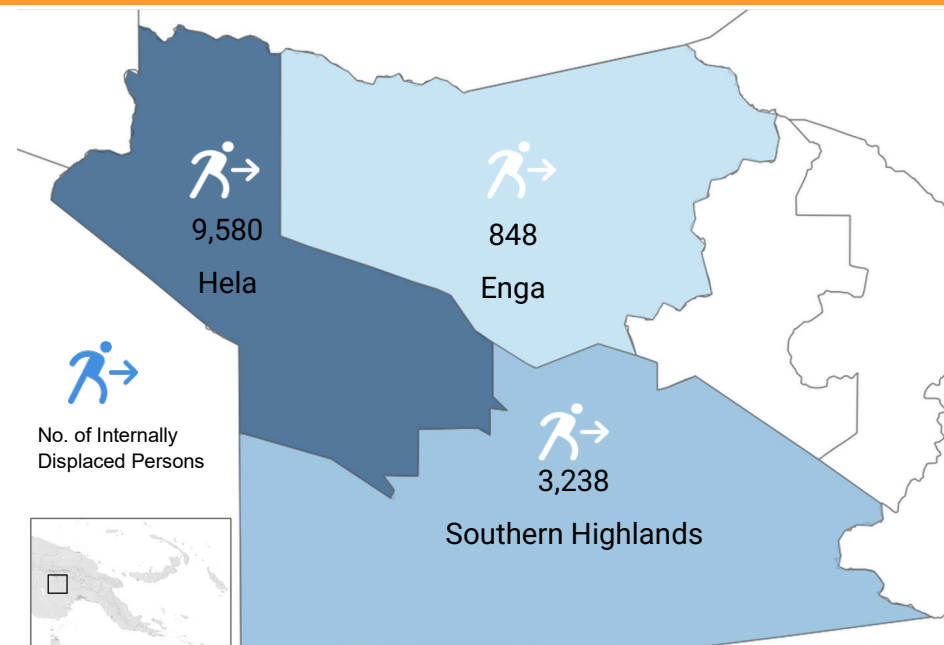 9,580
Hela
848
Enga
No. of Internally
Displaced Persons
3,238
Southern Highlands